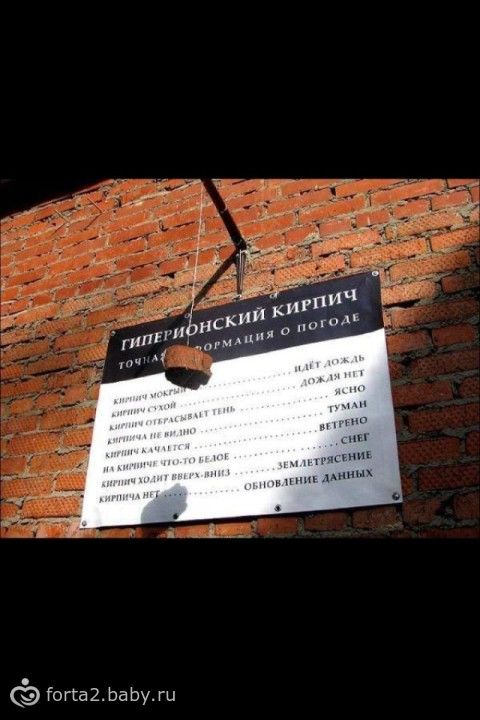 ГИПЕРИОНСКИЙ КИРПИЧ
ТОЧНАЯ ИНФОРМАЦИЯ О ПОГОДЕ
КИРПИЧ МОКРЫЙ . . . . . . . . . . . . . . . ИДЁТ ДОЖДЬ
КИРПИЧ СУХОЙ . . . . . . . . . . . . . . . . . ДОЖДЯ НЕТ
КИРПИЧ ОТБРАСЫВАЕТ ТЕНЬ . . . . . . . . . . . . . ЯСНО
КИРПИЧА НЕ ВИДНО . . . . . . . . . . . . . . . . . ТУМАН
КИРПИЧ КАЧАЕТСЯ . . . . . . . . . . . . . . . . ВЕТРЕНО
НА КИРПИЧЕ ЧТО-ТО БЕЛОЕ . . . . . . . . . . . . . . СНЕГ
КИРПИЧ ХОДИТ ВВЕРХ-ВНИЗ . . . . . . . ЗЕМЛЕТРЯСЕНИЕ
КИРПИЧА НЕТ . . . . . . . . . . . . . ОБНОВЛЕНИЕ ДАННЫХ
forta2.baby.ru